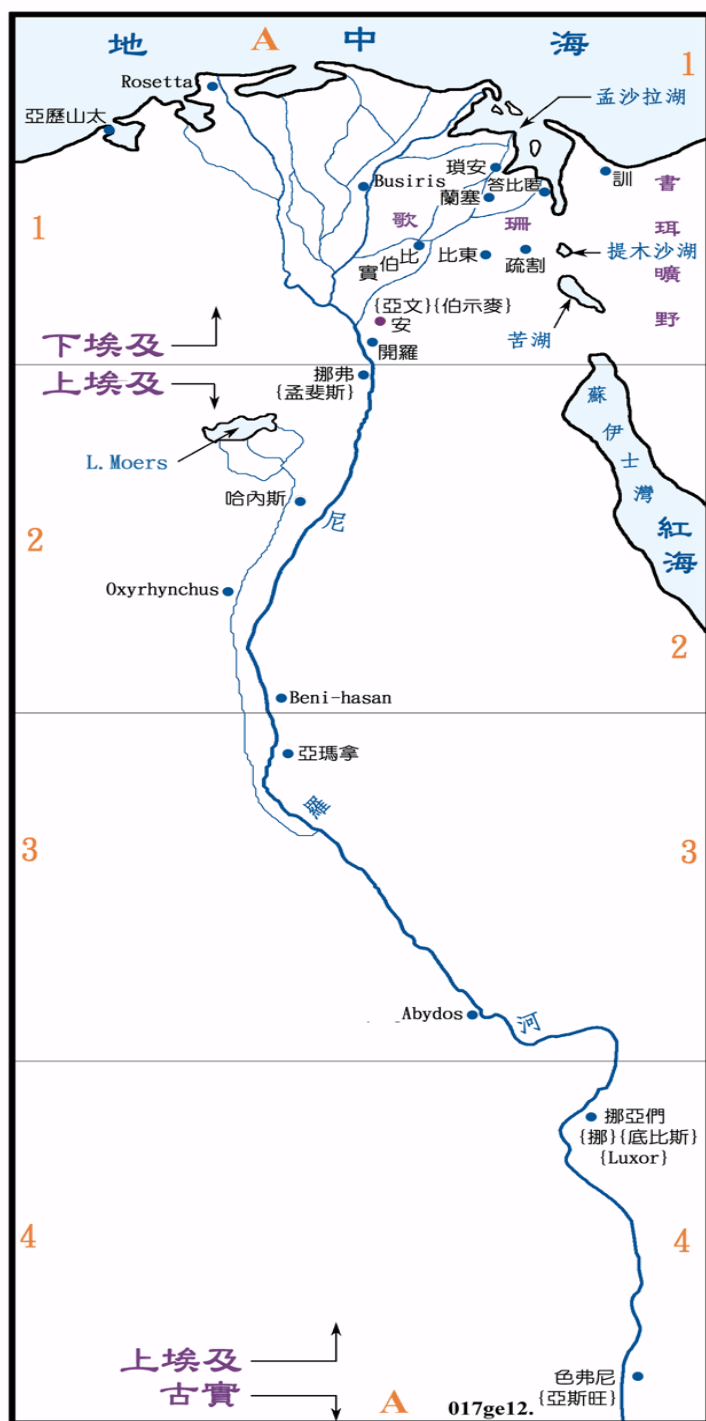 地 A 中 海
1
Rosetta
亞歷山太
孟沙拉湖
瑣安
Busiris
答比匿
蘭塞
訓
書珥曠野
1
歌珊
實伯比
比東
疏割
提木沙湖
{亞文}{伯示麥}
安
苦湖
下埃及
開羅
上埃及
挪弗
{孟斐斯}
蘇伊士灣
L.Moers
哈內斯
尼
紅海
2
Oxyrhynchus
2
Beni-hasan
亞瑪拿
羅
3
3
Abydos
河
挪亞們
{挪}{底比斯}
{Luxor}
4
4
上埃及
色弗尼
古實
{亞斯旺}
A
017ge12.